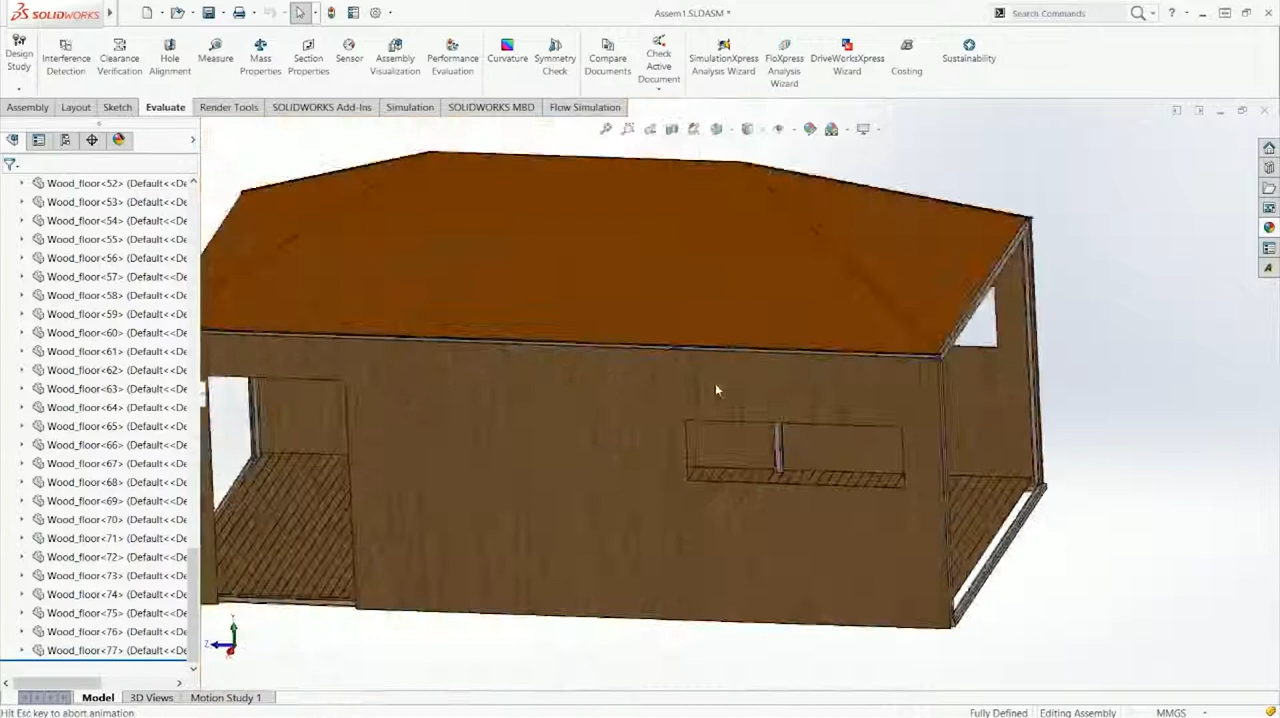 SOLIDWORKS
Assem1.SLDASM *
Search Commands
?
Design Study
Interference Detection
Clearance Verification
Hole Alignment
Measure
Mass Properties
Section Properties
Sensor
Assembly Visualization
Performance Evaluation
Curvature
Symmetry Check
Compare Documents
Check Active Document
SimulationXpress Analysis Wizard
FloXpress Analysis Wizard
DriveWorksXpress Wizard
Costing
Sustainability
Assembly
Layout
Sketch
Evaluate
Render Tools
SOLIDWORKS Add-Ins
Simulation
SOLIDWORKS MBD
Flow Simulation
Wood_floor<52> (Default<<De
Wood_floor<53> (Default<<De
Wood_floor<54> (Default<<De
Wood_floor<55> (Default<<De
Wood_floor<56> (Default<<De
Wood_floor<57> (Default<<De
Wood_floor<58> (Default<<De
Wood_floor<59> (Default<<De
Wood_floor<60> (Default<<De
Wood_floor<61> (Default<<De
Wood_floor<62> (Default<<De
Wood_floor<63> (Default<<De
Wood_floor<64> (Default<<De
Wood_floor<65> (Default<<De
Wood_floor<66> (Default<<De
Wood_floor<67> (Default<<De
Wood_floor<68> (Default<<De
Wood_floor<69> (Default<<De
Wood_floor<70> (Default<<De
Wood_floor<71> (Default<<De
Wood_floor<72> (Default<<De
Wood_floor<73> (Default<<De
Wood_floor<74> (Default<<De
Wood_floor<75> (Default<<De
Wood_floor<76> (Default<<De
Wood_floor<77> (Default<<De
Z
Model
3D Views
Motion Study 1
Hit Esc key to abort animation
Fully Defined
Editing Assembly
MMGS